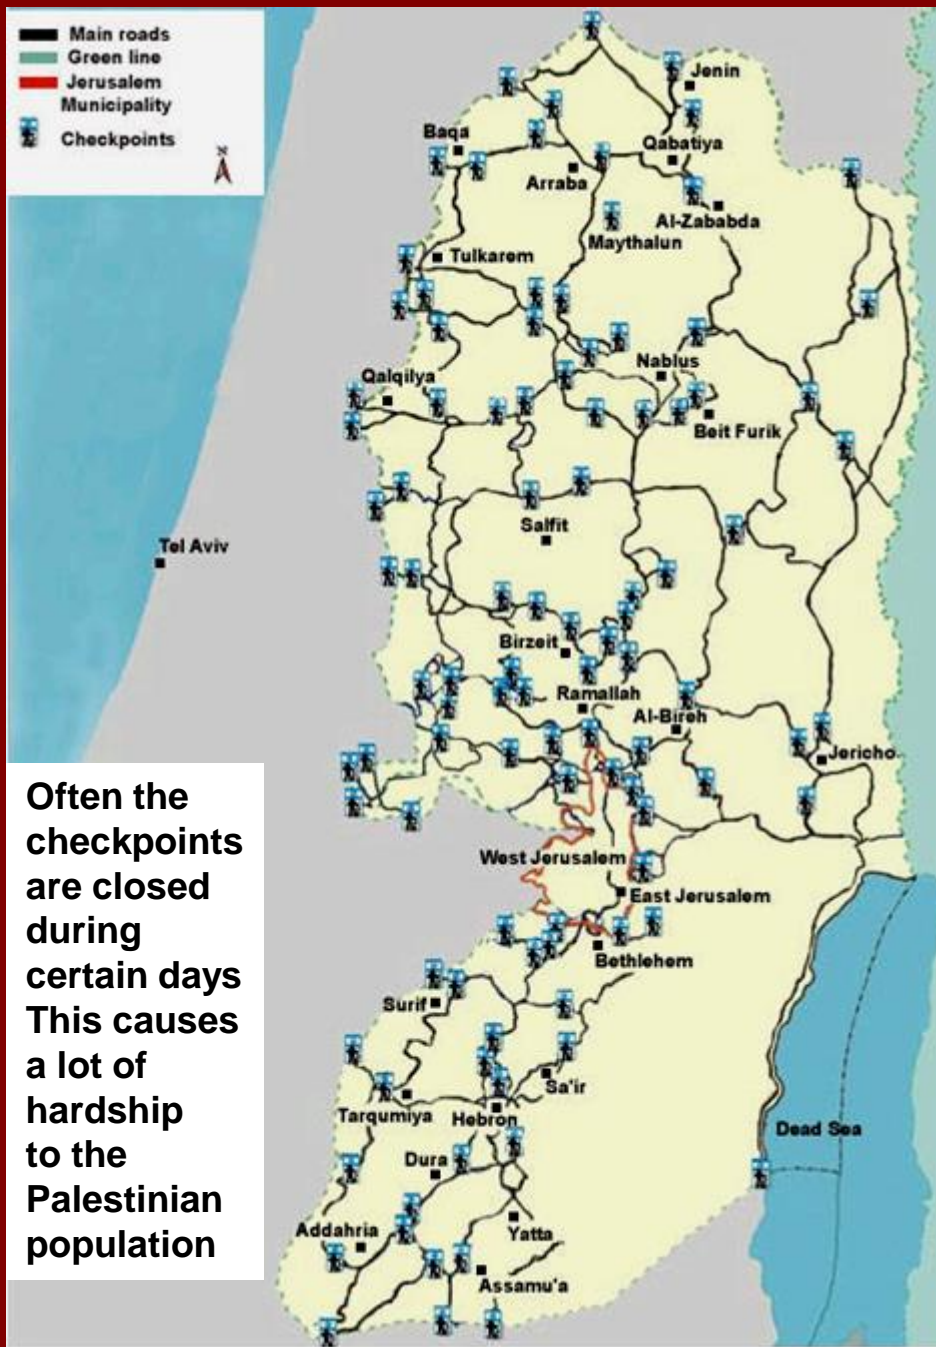 Main roads
Green line
Jerusalem
Municipality
Checkpoints
N
Jenin
Baqa
Qabatiya
Arraba
Al-Zababda
Maythalun
Tulkarem
Nablus
Qalqilya
Beit Furik
Salfit
Tel Aviv
Birzeit
Ramallah
Al-Bireh
Jericho
Often the
checkpoints
are closed
during
certain days
This causes
a lot of
hardship
to the
Palestinian
population
West Jerusalem
East Jerusalem
Bethlehem
Surif
Sa'ir
Tarqumiya
Hebron
Dead Sea
Dura
Addahria
Yatta
Assamu'a